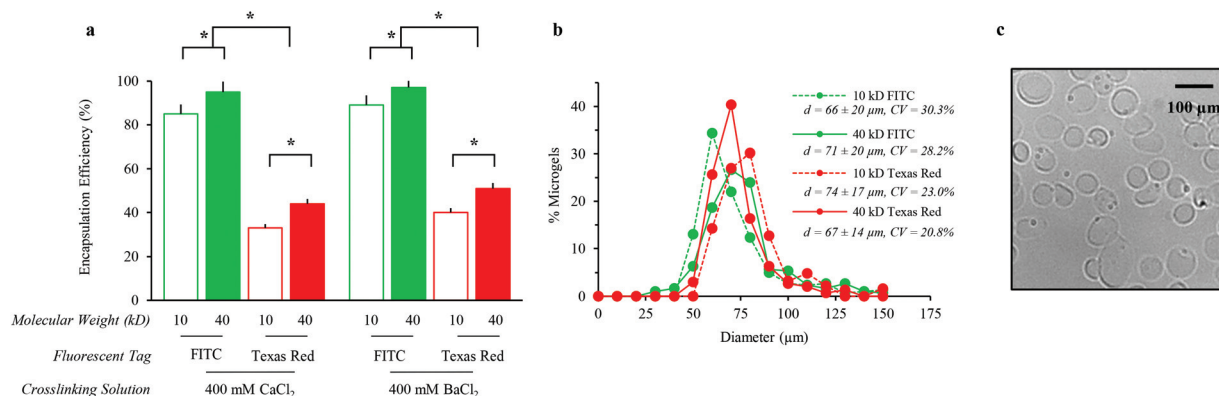 a
* *
* * * *
100
80
60
40
20
0
Encapsulation Efficiency (%)
Molecular Weight (kD) 10 40 10 40 10 40 10 40
Fluorescent Tag FITC Texas Red FITC Texas Red
Crosslinking Solution 400 mM CaCl₂ 400 mM BaCl₂
b
50
40
30
20
10
0
% Microgels
0 25 50 75 100 125 150 175
Diameter (µm)
10 kD FITC
d = 66 ± 20 µm, CV = 30.3%
40 kD FITC
d = 71 ± 20 µm, CV = 28.2%
10 kD Texas Red
d = 74 ± 17 µm, CV = 23.0%
40 kD Texas Red
d = 67 ± 14 µm, CV = 20.8%
c
100 µm